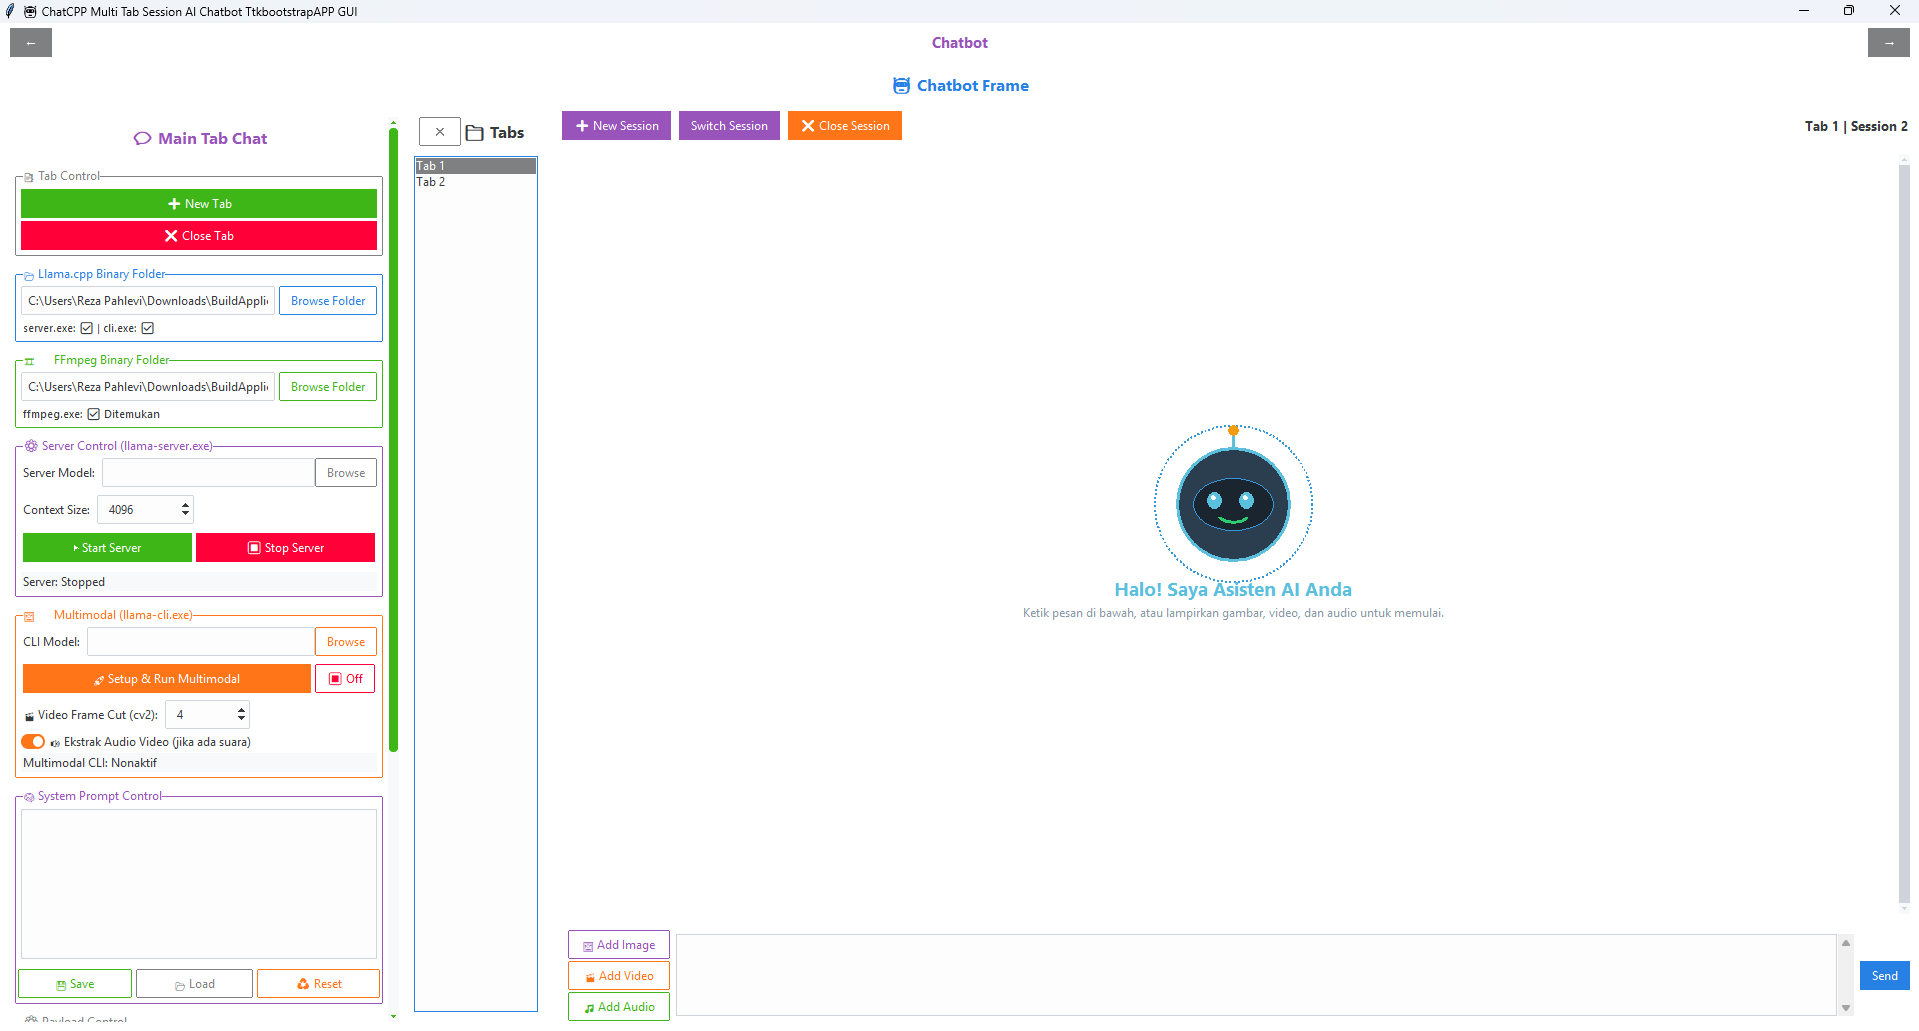 ChatCPP Multi Tab Session AI Chatbot TtkbootstrapAPP GUI
← Chatbot →
Chatbot Frame
Main Tab Chat
Tab Control
New Tab
Close Tab
Llama.cpp Binary Folder
C:\Users\Reza Pahlevi\Downloads\BuildAppli Browse Folder
server.exe: | cli.exe:
FFmpeg Binary Folder
C:\Users\Reza Pahlevi\Downloads\BuildAppli Browse Folder
ffmpeg.exe: Ditemukan
Server Control (llama-server.exe)
Server Model: Browse
Context Size: 4096
Start Server Stop Server
Server: Stopped
Multimodal (llama-cli.exe)
CLI Model: Browse
Setup & Run Multimodal Off
Video Frame Cut (cv2): 4
Ekstrak Audio Video (jika ada suara)
Multimodal CLI: Nonaktif
System Prompt Control
Save Load Reset
Payload Control
Tabs
Tab 1
Tab 2
New Session Switch Session Close Session
Tab 1 | Session 2
Halo! Saya Asisten AI Anda
Ketik pesan di bawah, atau lampirkan gambar, video, dan audio untuk memulai.
Add Image
Add Video
Add Audio
Send